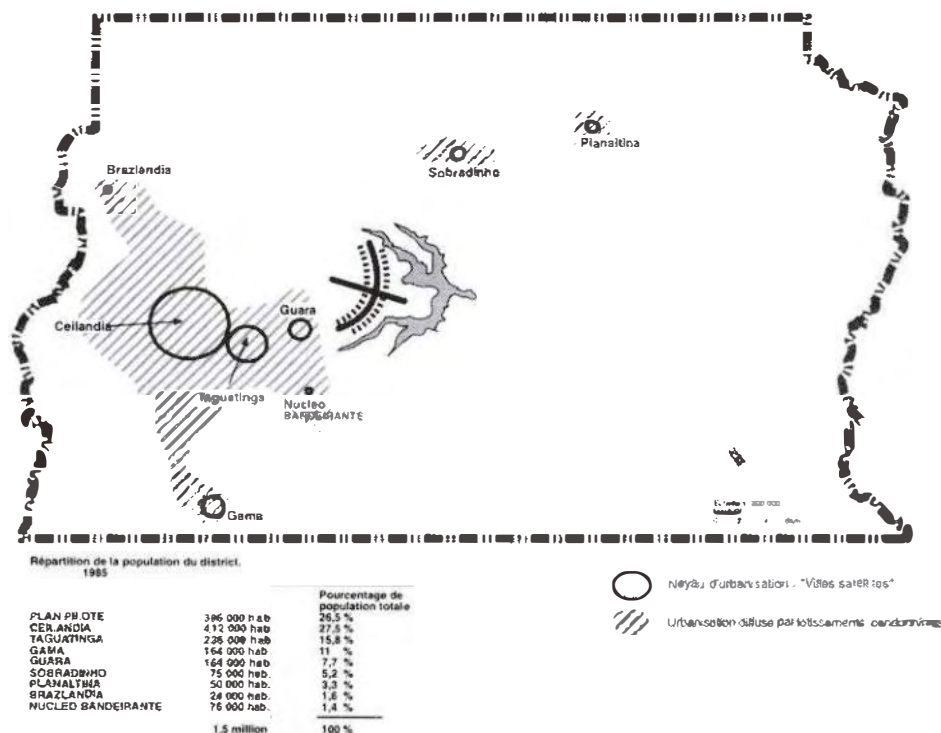 Planaltina
Sobradinho
Brazlandia
Guara
Ceilandia
Taguatinga
Nucleo
BANDEIRANTE
Gama
Répartition de la population du district.
1985
Pourcentage de
population totale
PLAN PILOTE 396 000 hab. 26,5 %
CEILANDIA 412 000 hab. 27,5 %
TAGUATINGA 236 000 hab. 15,8 %
GAMA 164 000 hab. 11 %
GUARA 164 000 hab. 7,7 %
SOBRADINHO 75 000 hab. 5,2 %
PLANALTINA 50 000 hab. 3,3 %
BRAZLANDIA 24 000 hab. 1,6 %
NUCLEO BANDEIRANTE 76 000 hab. 1,4 %
1,5 million 100 %
Noyau d'urbanisation - "Villes satellites"
Urbanisation diffuse par lotissements